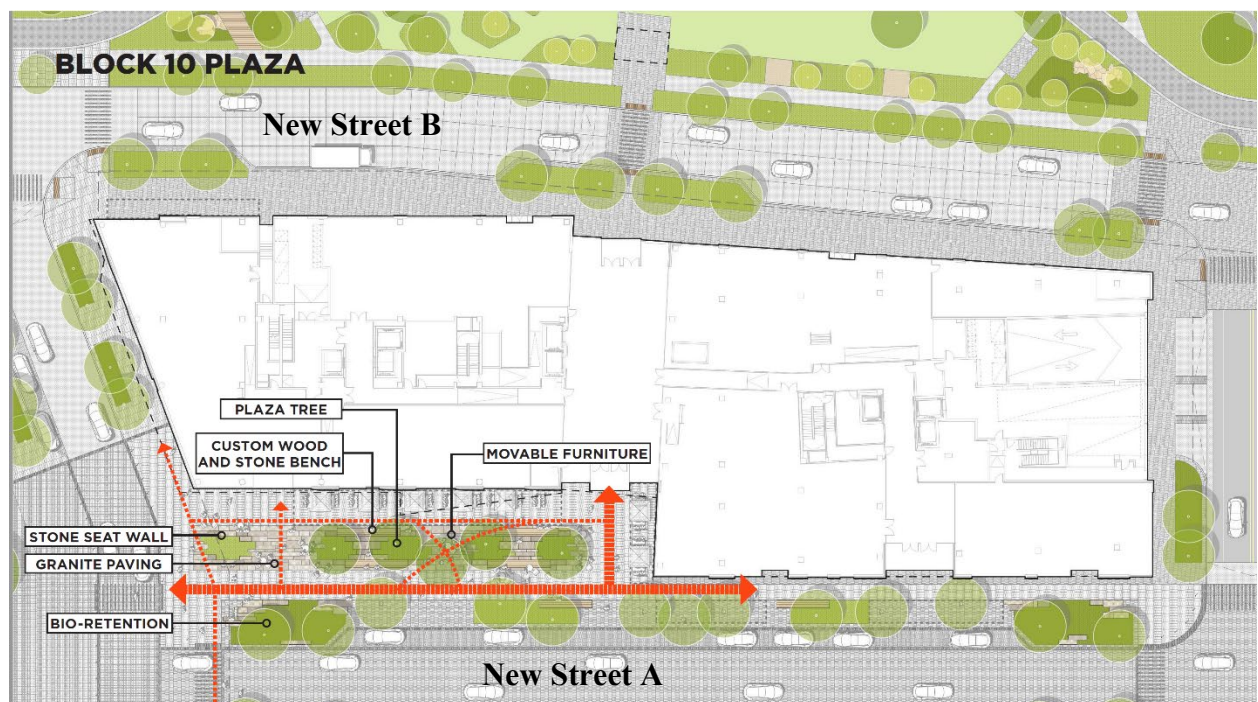 BLOCK 10 PLAZA
New Street B
PLAZA TREE
CUSTOM WOOD
AND STONE BENCH
MOVABLE FURNITURE
STONE SEAT WALL
GRANITE PAVING
BIO-RETENTION
New Street A